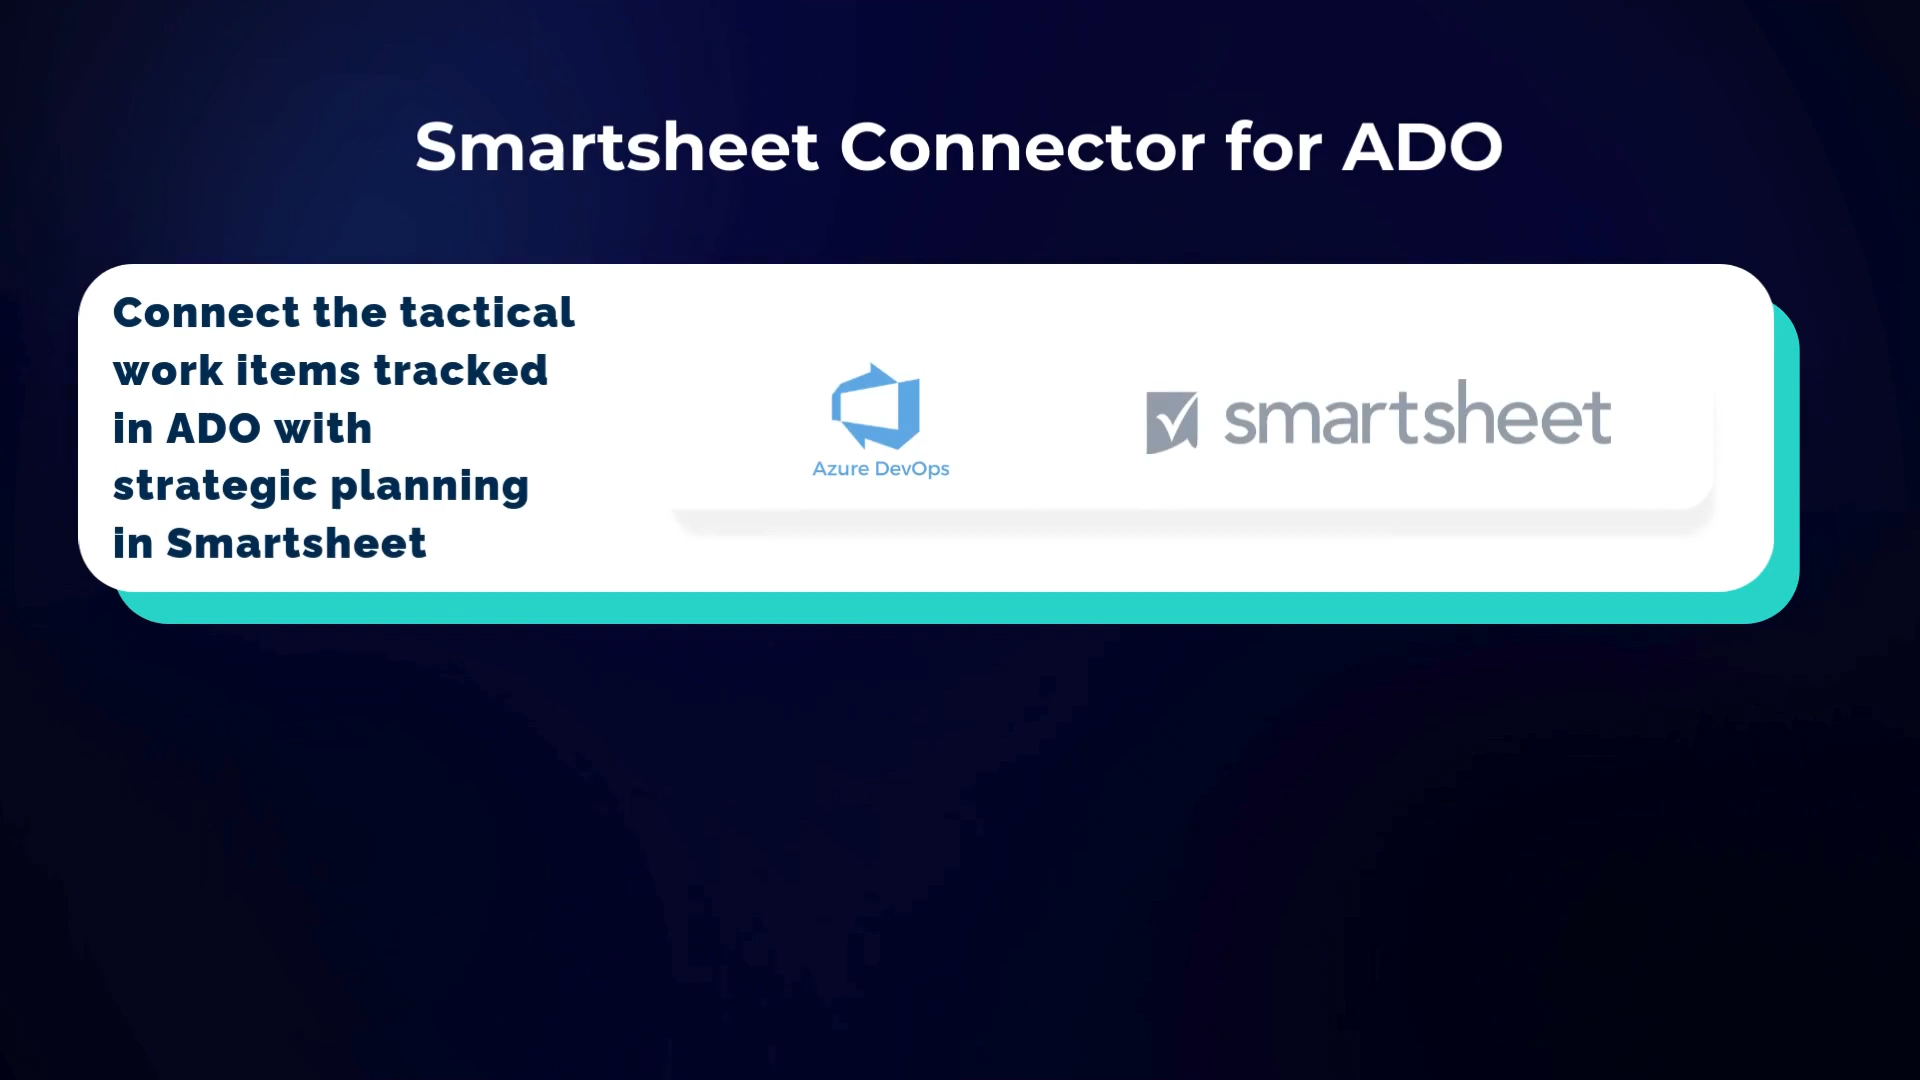 Smartsheet Connector for ADO
Connect the tactical
work items tracked
in ADO with
strategic planning
in Smartsheet
Azure DevOps
smartsheet